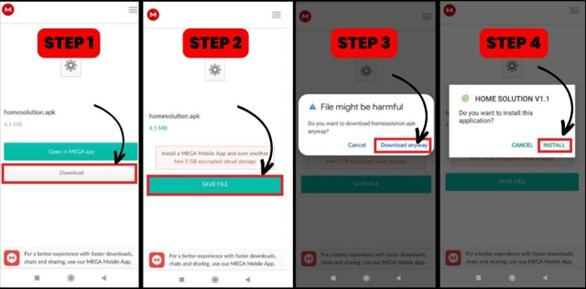 M
STEP 1
homesolution.apk
4.1 MB
Open in MEGA app
Download
For a better experience with faster downloads,
chats and sharing, use our MEGA Mobile App.
M
STEP 2
homesolution.apk
4.1 MB
Install a MEGA Mobile App and earn another
free 5 GB encrypted cloud storage.
SAVE FILE
For a better experience with faster downloads,
chats and sharing, use our MEGA Mobile App.
M
STEP 3
File might be harmful
Do you want to download homesolution.apk
anyway?
Cancel
Download anyway
free 5 GB encrypted cloud storage.
SAVE FILE
For a better experience with faster downloads,
chats and sharing, use our MEGA Mobile App.
M
STEP 4
HOME SOLUTION V1.1
Do you want to install this
application?
CANCEL
INSTALL
SAVE FILE
For a better experience with faster downloads,
chats and sharing, use our MEGA Mobile App.